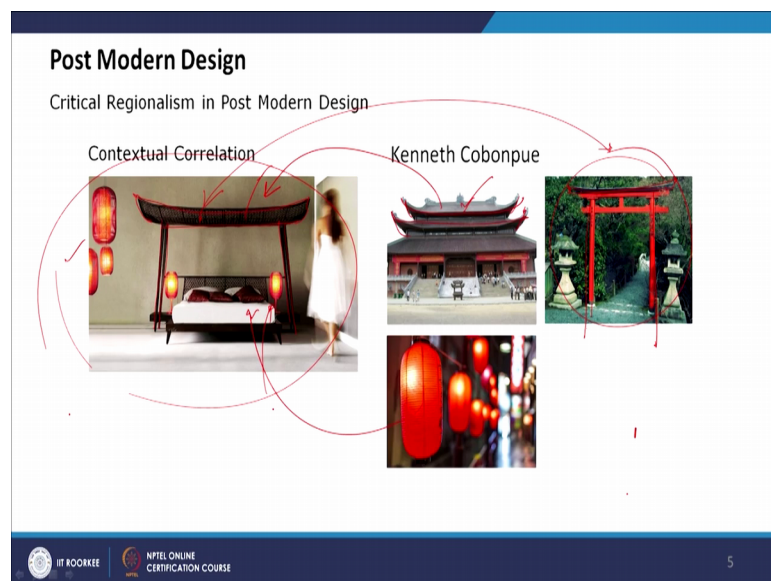 Post Modern Design
Critical Regionalism in Post Modern Design
Contextual Correlation
Kenneth Cobonpue
IIT ROORKEE
NPTEL ONLINE
CERTIFICATION COURSE
5